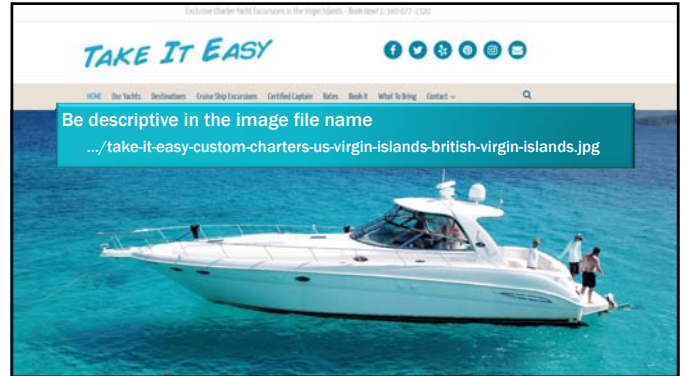 Exclusive Charter Yacht Excursions in the Virgin Islands - Book Now! 1-340-677-2320
TAKE IT EASY
HOME Our Yachts Destinations Cruise Ship Excursions Certified Captain Rates Book It What To Bring Contact
Be descriptive in the image file name
.../take-it-easy-custom-charters-us-virgin-islands-british-virgin-islands.jpg